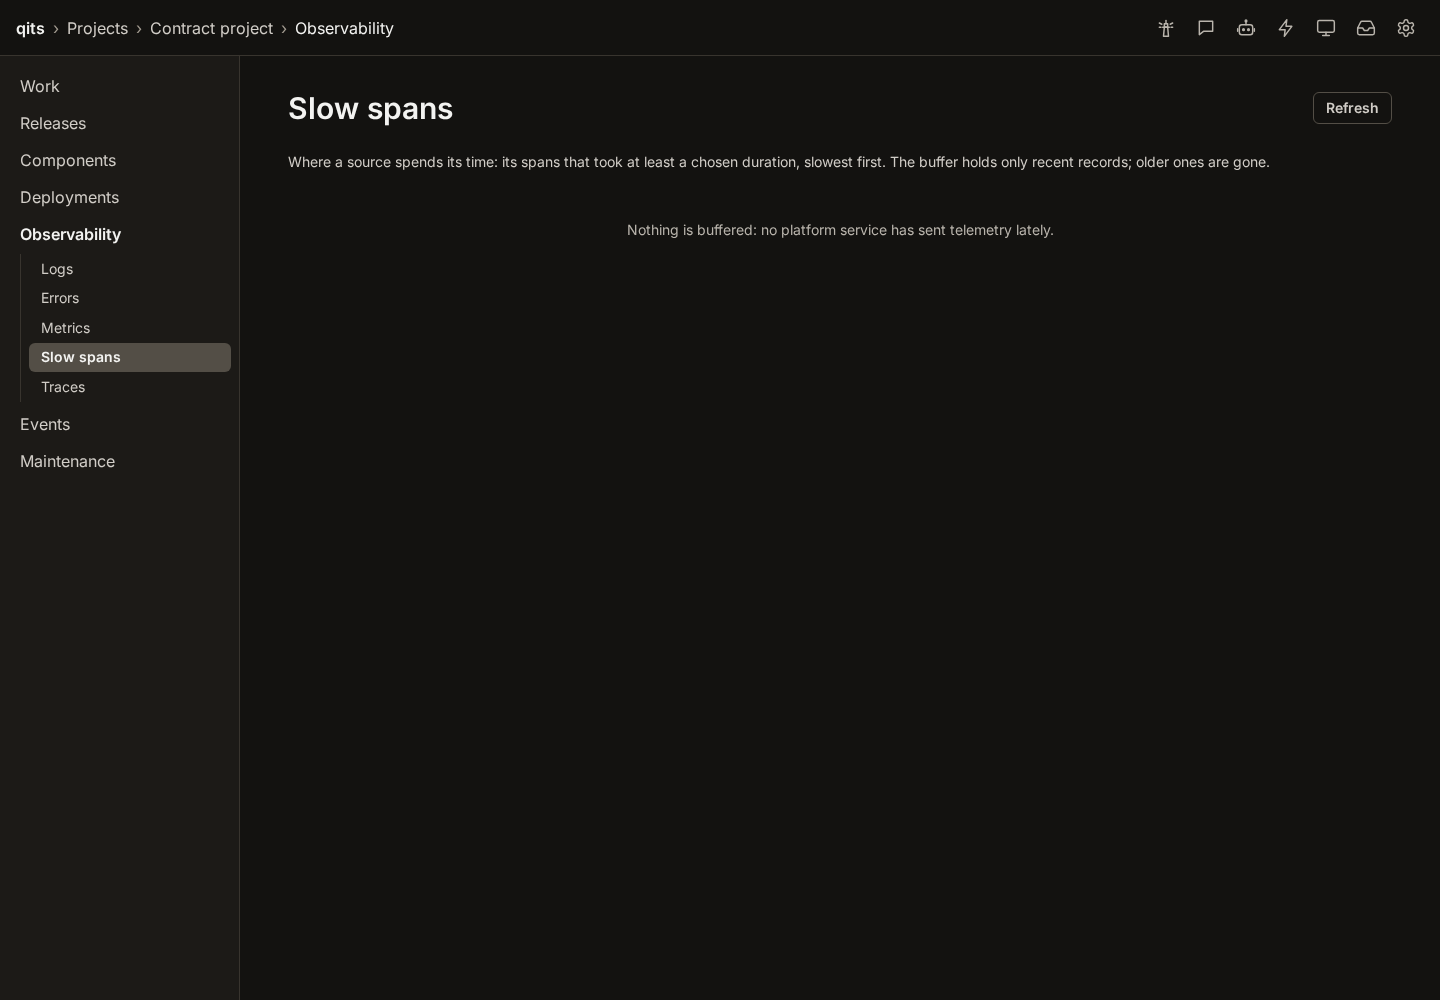 qits › Projects › Contract project › Observability
Work
Releases
Components
Deployments
Observability
Logs
Errors
Metrics
Slow spans
Traces
Events
Maintenance
Slow spans
Refresh
Where a source spends its time: its spans that took at least a chosen duration, slowest first. The buffer holds only recent records; older ones are gone.
Nothing is buffered: no platform service has sent telemetry lately.